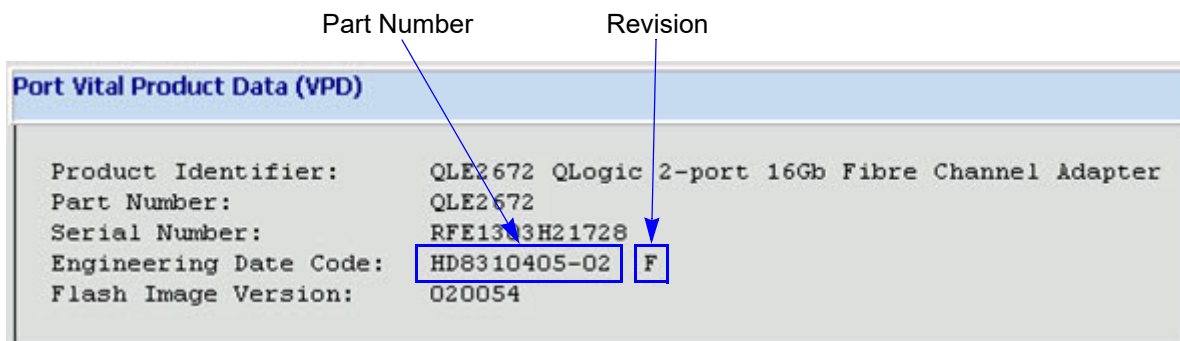 Part Number Revision
Port Vital Product Data (VPD)
Product Identifier: QLE2672 QLogic 2-port 16Gb Fibre Channel Adapter
Part Number: QLE2672
Serial Number: RFE1303H21728
Engineering Date Code: HD8310405-02 F
Flash Image Version: 020054